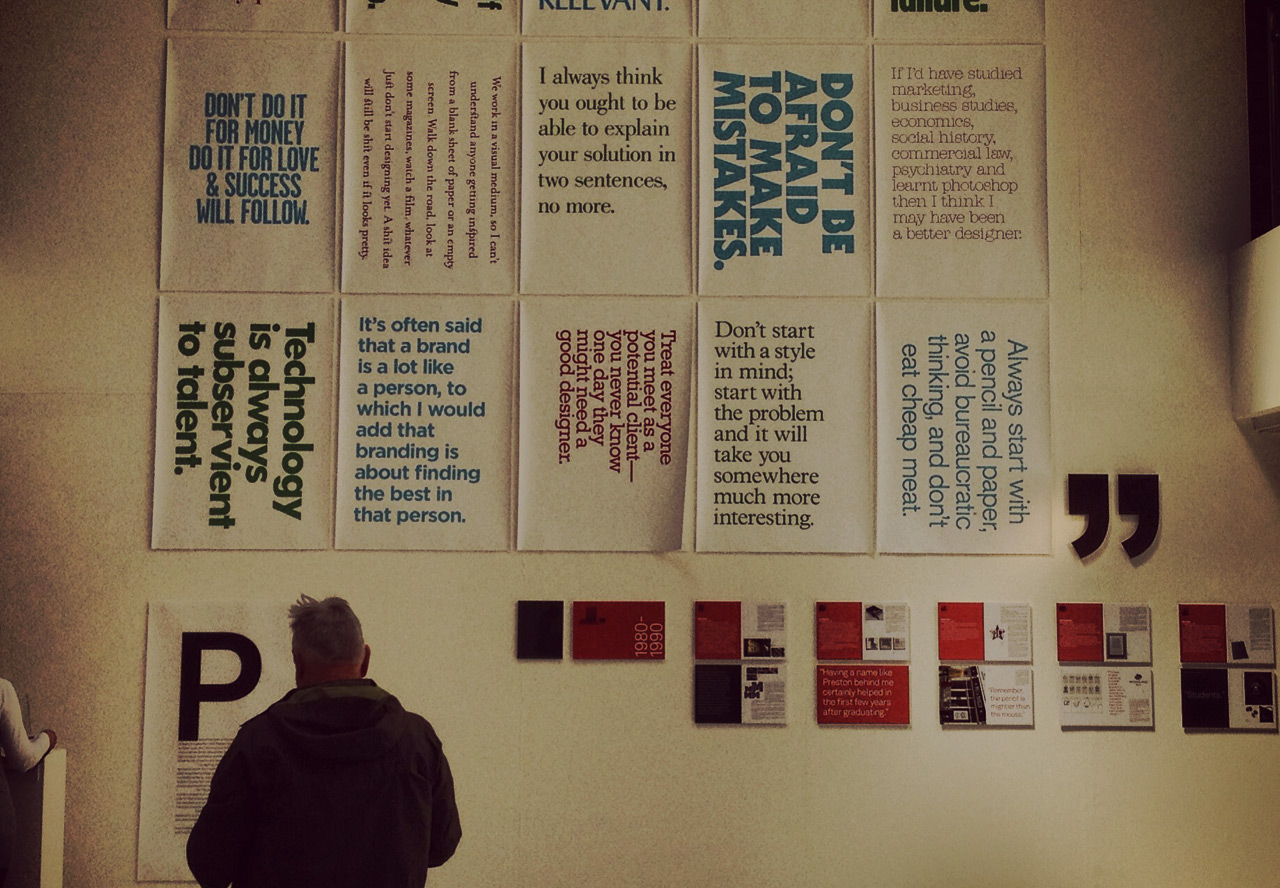 RELEVANT.
failure.
DON'T DO IT
FOR MONEY
DO IT FOR LOVE
& SUCCESS
WILL FOLLOW.
We work in a visual medium, so I can't
understand anyone getting inspired
from a blank sheet of paper or an empty
screen. Walk down the road, look at
some magazines, watch a film, whatever
Just don't start designing yet. A shit idea
will still be shit even if it looks pretty.
I always think
you ought to be
able to explain
your solution in
two sentences,
no more.
DON'T BE
AFRAID
TO MAKE
MISTAKES.
If I'd have studied
marketing,
business studies,
economics,
social history,
commercial law,
psychiatry and
learnt photoshop
then I think I
may have been
a better designer.
Technology
is always
subservient
to talent.
It's often said
that a brand
is a lot like
a person, to
which I would
add that
branding is
about finding
the best in
that person.
Treat everyone
you meet as a
potential client—
you never know
one day they
might need a
good designer.
Don't start
with a style
in mind;
start with
the problem
and it will
take you
somewhere
much more
interesting.
Always start with
a pencil and paper,
avoid bureaucratic
thinking, and don't
eat cheap meat.
”
P
1980-
1990
"Having a name like
Preston behind me
certainly helped in
the first few years
after graduating."
"Remember,
the pencil is
mightier than
the mouse."
"Students."